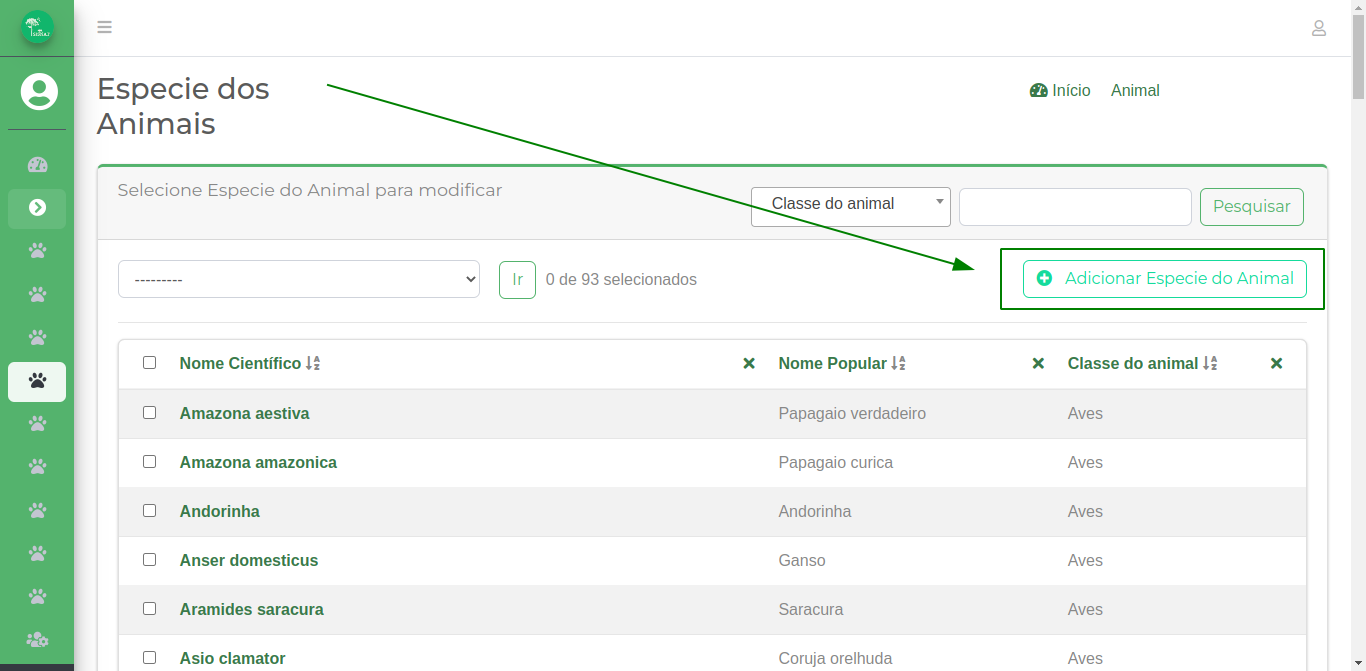 Especie dos
Animais
Início Animal
Selecione Especie do Animal para modificar
Classe do animal
Pesquisar
---------
Ir
0 de 93 selecionados
Adicionar Especie do Animal
Nome Científico Nome Popular Classe do animal
Amazona aestiva Papagaio verdadeiro Aves
Amazona amazonica Papagaio curica Aves
Andorinha Andorinha Aves
Anser domesticus Ganso Aves
Aramides saracura Saracura Aves
Asio clamator Coruja orelhuda Aves